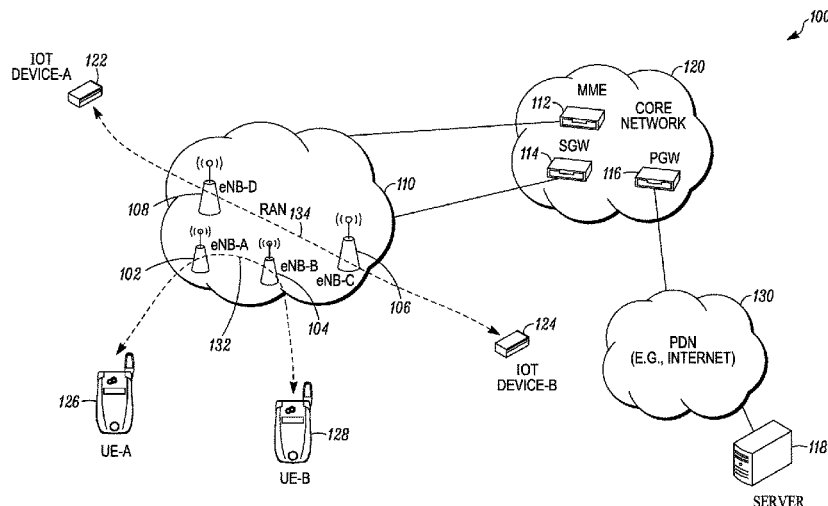 100
IOT
DEVICE-A
122
120
MME
112
CORE
NETWORK
SGW
114
PGW
116
110
eNB-D
108
RAN
134
eNB-A
102
eNB-B
eNB-C
104
106
132
124
IOT
DEVICE-B
130
PDN
(E.G., INTERNET)
126
UE-A
128
UE-B
118
SERVER